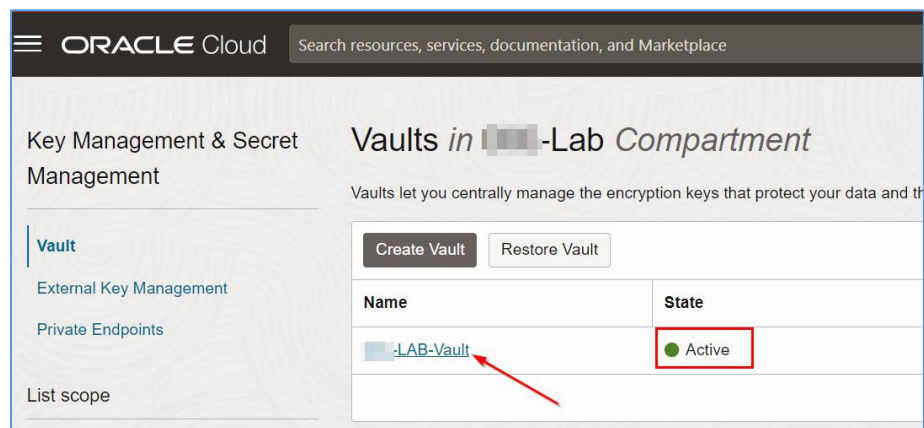 ORACLE Cloud
Search resources, services, documentation, and Marketplace
Key Management & Secret
Management
Vault
External Key Management
Private Endpoints
List scope
Vaults in -Lab Compartment
Vaults let you centrally manage the encryption keys that protect your data and
Create Vault Restore Vault
Name State
-LAB-Vault Active